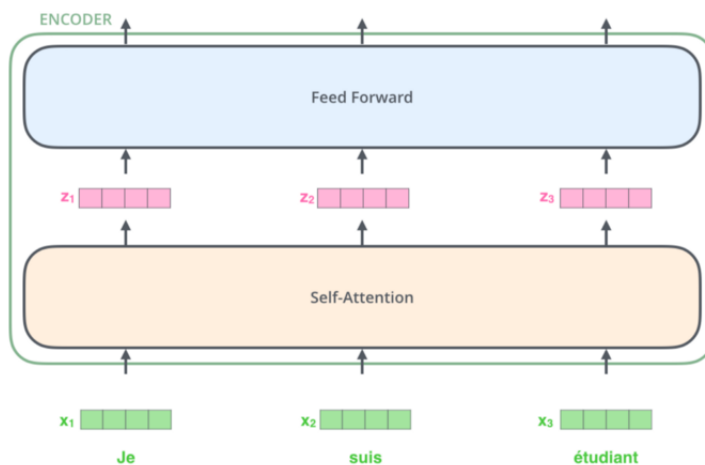 ENCODER
Feed Forward
z₁ z₂ z₃
Self-Attention
x₁ x₂ x₃
Je suis étudiant